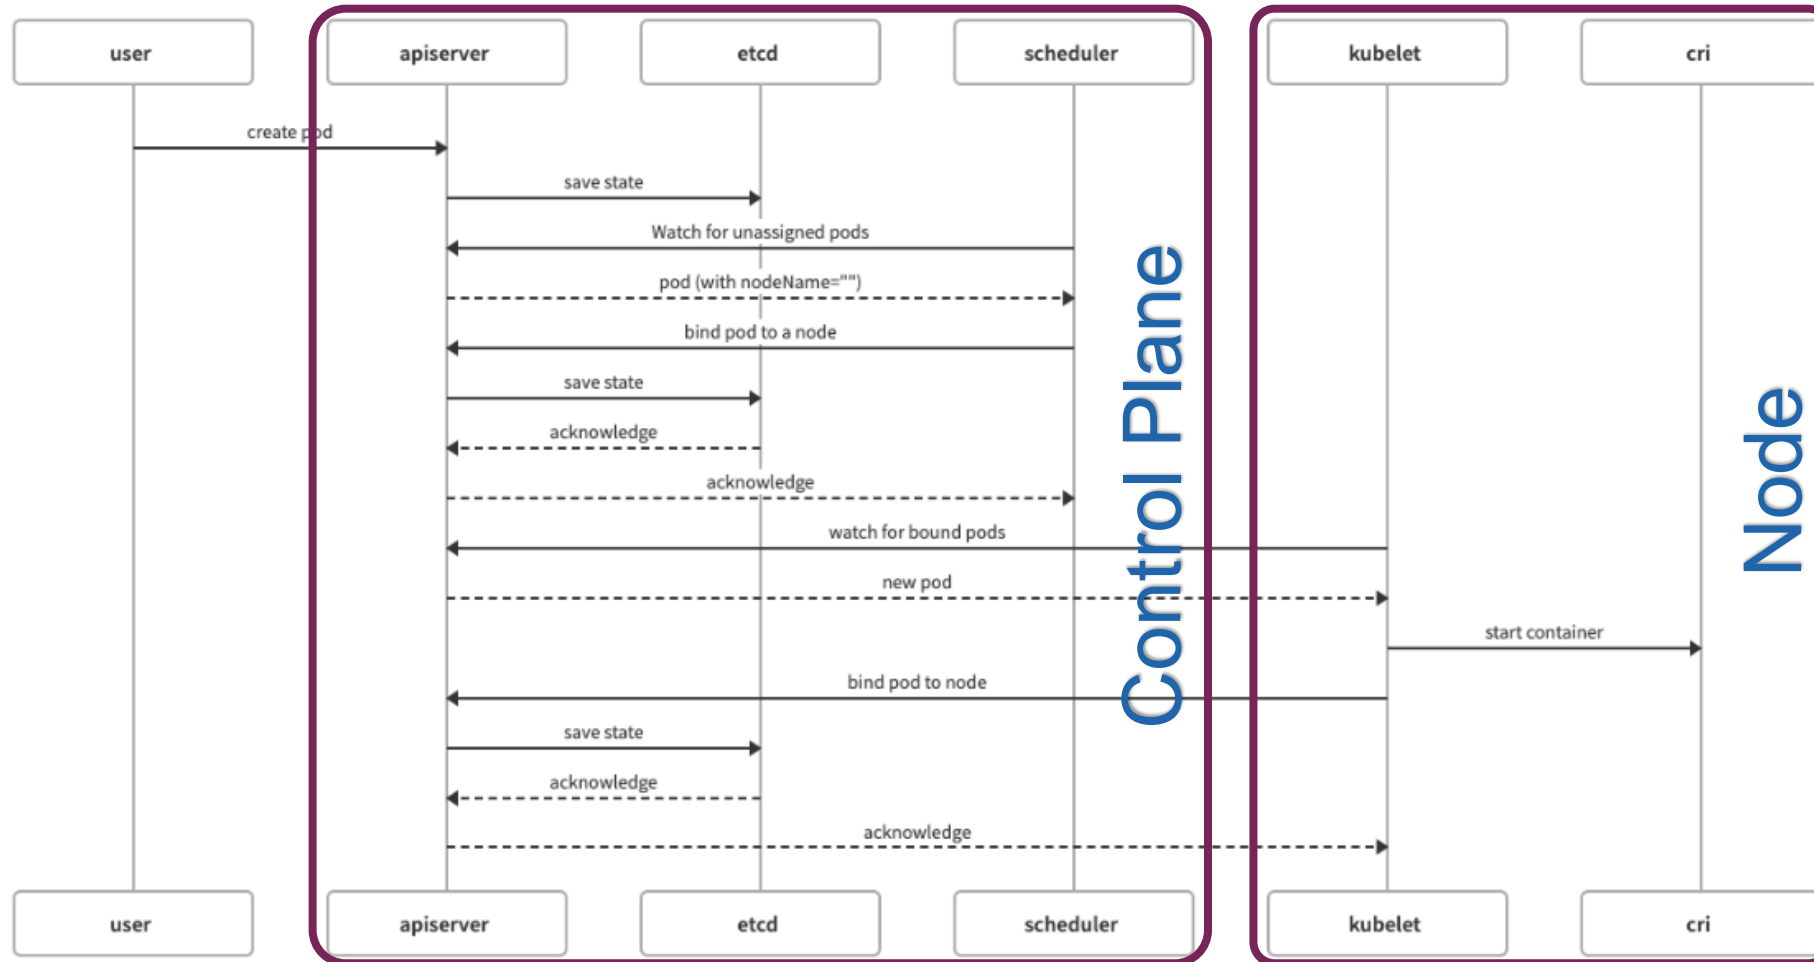 user
apiserver
etcd
scheduler
kubelet
cri
create pod
save state
Watch for unassigned pods
pod (with nodeName="")
bind pod to a node
save state
acknowledge
acknowledge
watch for bound pods
new pod
start container
bind pod to node
save state
acknowledge
acknowledge
Control Plane
Node
user
apiserver
etcd
scheduler
kubelet
cri